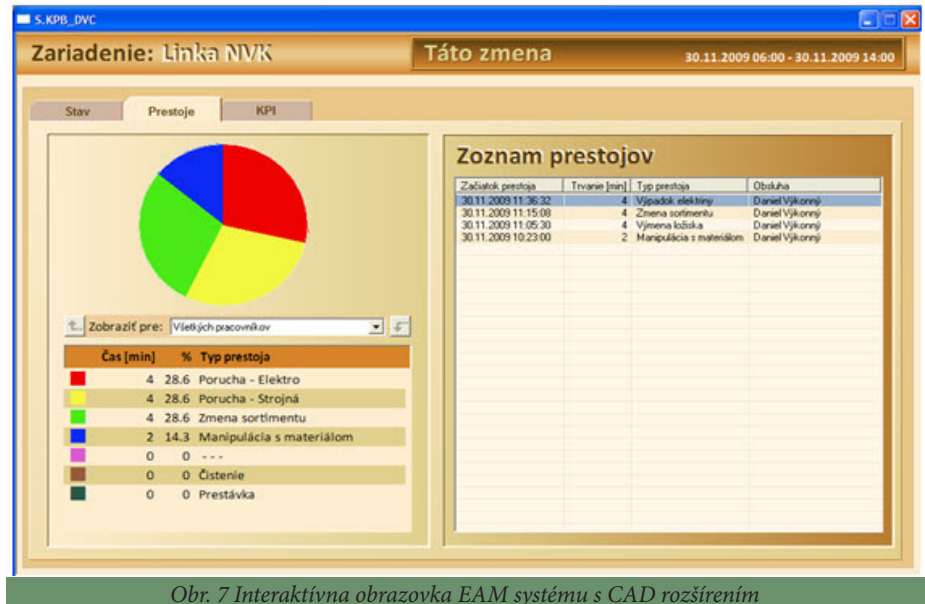 S.KPB_DVC
Zariadenie: Linka NVK
Táto zmena 30.11.2009 06:00 - 30.11.2009 14:00
Stav Prestoje KPI
Zobraziť pre: Všetkých pracovníkov
Čas [min] % Typ prestoja
4 28.6 Porucha - Elektro
4 28.6 Porucha - Strojná
4 28.6 Zmena sortimentu
2 14.3 Manipulácia s materiálom
0 0 - - -
0 0 Čistenie
0 0 Prestávka
Zoznam prestojov
Začiatok prestoja Trvanie [min] Typ prestoja Obsluha
30.11.2009 11:36:32 4 Výpadok elektriny Daniel Výkonný
30.11.2009 11:15:08 4 Zmena sortimentu Daniel Výkonný
30.11.2009 11:05:30 4 Výmena ložiska Daniel Výkonný
30.11.2009 10:23:00 2 Manipulácia s materiálom Daniel Výkonný
Obr. 7 Interaktívna obrazovka EAM systému s CAD rozšírením